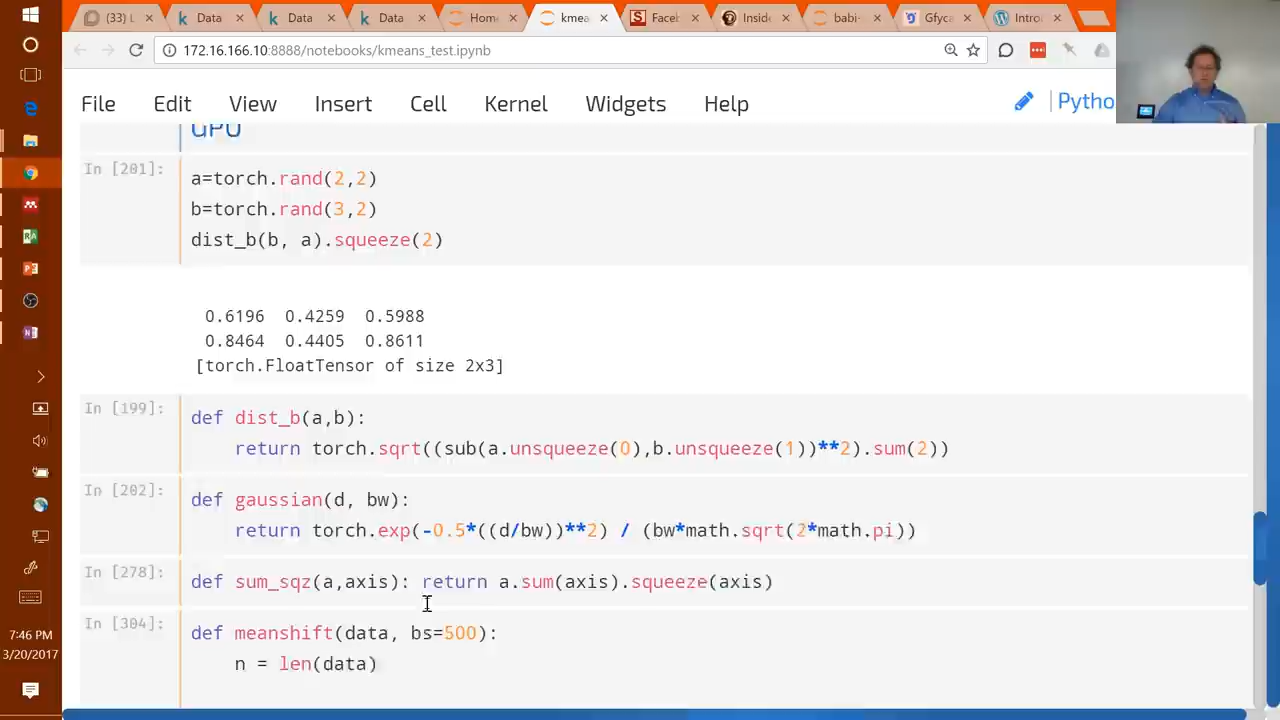 (33) L
Data
Data
Data
Home
kmea
Faceb
Inside
babi-
Gfyca
Intro
172.16.166.10:8888/notebooks/kmeans_test.ipynb
File Edit View Insert Cell Kernel Widgets Help
Pytho
GPU
In [201]:
a=torch.rand(2,2)
b=torch.rand(3,2)
dist_b(b, a).squeeze(2)
0.6196 0.4259 0.5988
0.8464 0.4405 0.8611
[torch.FloatTensor of size 2x3]
In [199]:
def dist_b(a,b):
return torch.sqrt((sub(a.unsqueeze(0),b.unsqueeze(1))**2).sum(2))
In [202]:
def gaussian(d, bw):
return torch.exp(-0.5*((d/bw))**2) / (bw*math.sqrt(2*math.pi))
In [278]:
def sum_sqz(a,axis): return a.sum(axis).squeeze(axis)
In [304]:
def meanshift(data, bs=500):
n = len(data)
7:46 PM
3/20/2017